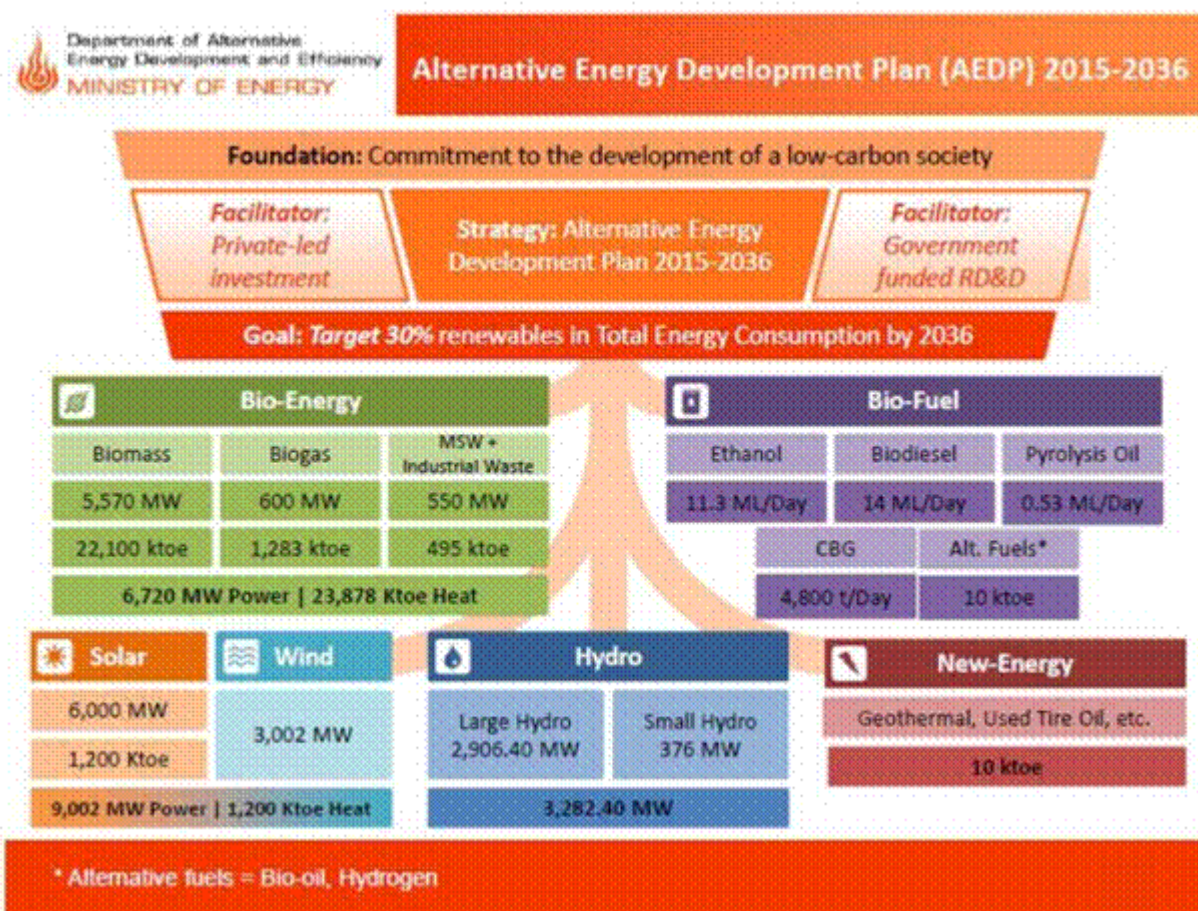 Department of Alternative
Energy Development and Efficiency
MINISTRY OF ENERGY
Alternative Energy Development Plan (AEDP) 2015-2036
Foundation: Commitment to the development of a low-carbon society
Facilitator:
Private-led
investment
Strategy: Alternative Energy
Development Plan 2015-2036
Facilitator:
Government
funded RD&D
Goal: Target 30% renewables in Total Energy Consumption by 2036
Bio-Energy
Biomass
Biogas
MSW +
Industrial Waste
5,570 MW
600 MW
550 MW
22,100 ktoe
1,283 ktoe
495 ktoe
6,720 MW Power | 23,878 Ktoe Heat
Bio-Fuel
Ethanol
Biodiesel
Pyrolysis Oil
11.3 ML/Day
14 ML/Day
0.53 ML/Day
CBG
Alt. Fuels*
4,800 t/Day
10 ktoe
Solar
6,000 MW
1,200 Ktoe
Wind
3,002 MW
9,002 MW Power | 1,200 Ktoe Heat
Hydro
Large Hydro
2,906.40 MW
Small Hydro
376 MW
3,282.40 MW
New-Energy
Geothermal, Used Tire Oil, etc.
10 ktoe
* Alternative fuels = Bio-oil, Hydrogen